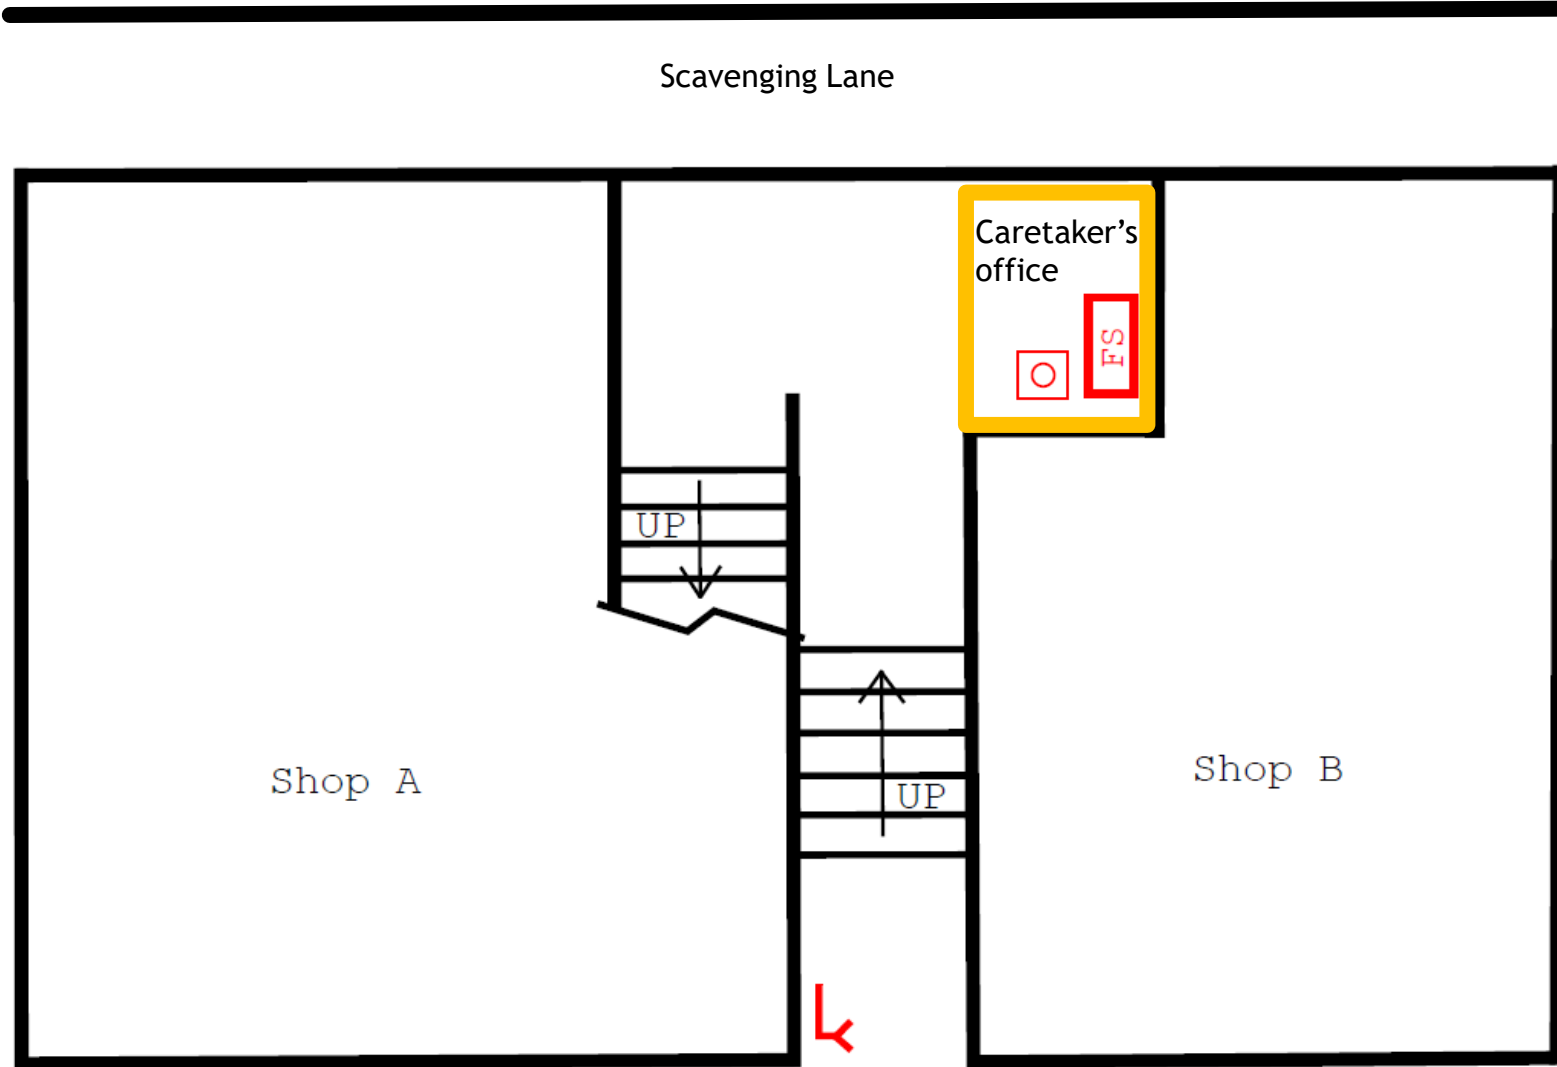 Scavenging Lane
Caretaker’s
office
FS
UP
UP
Shop A
Shop B